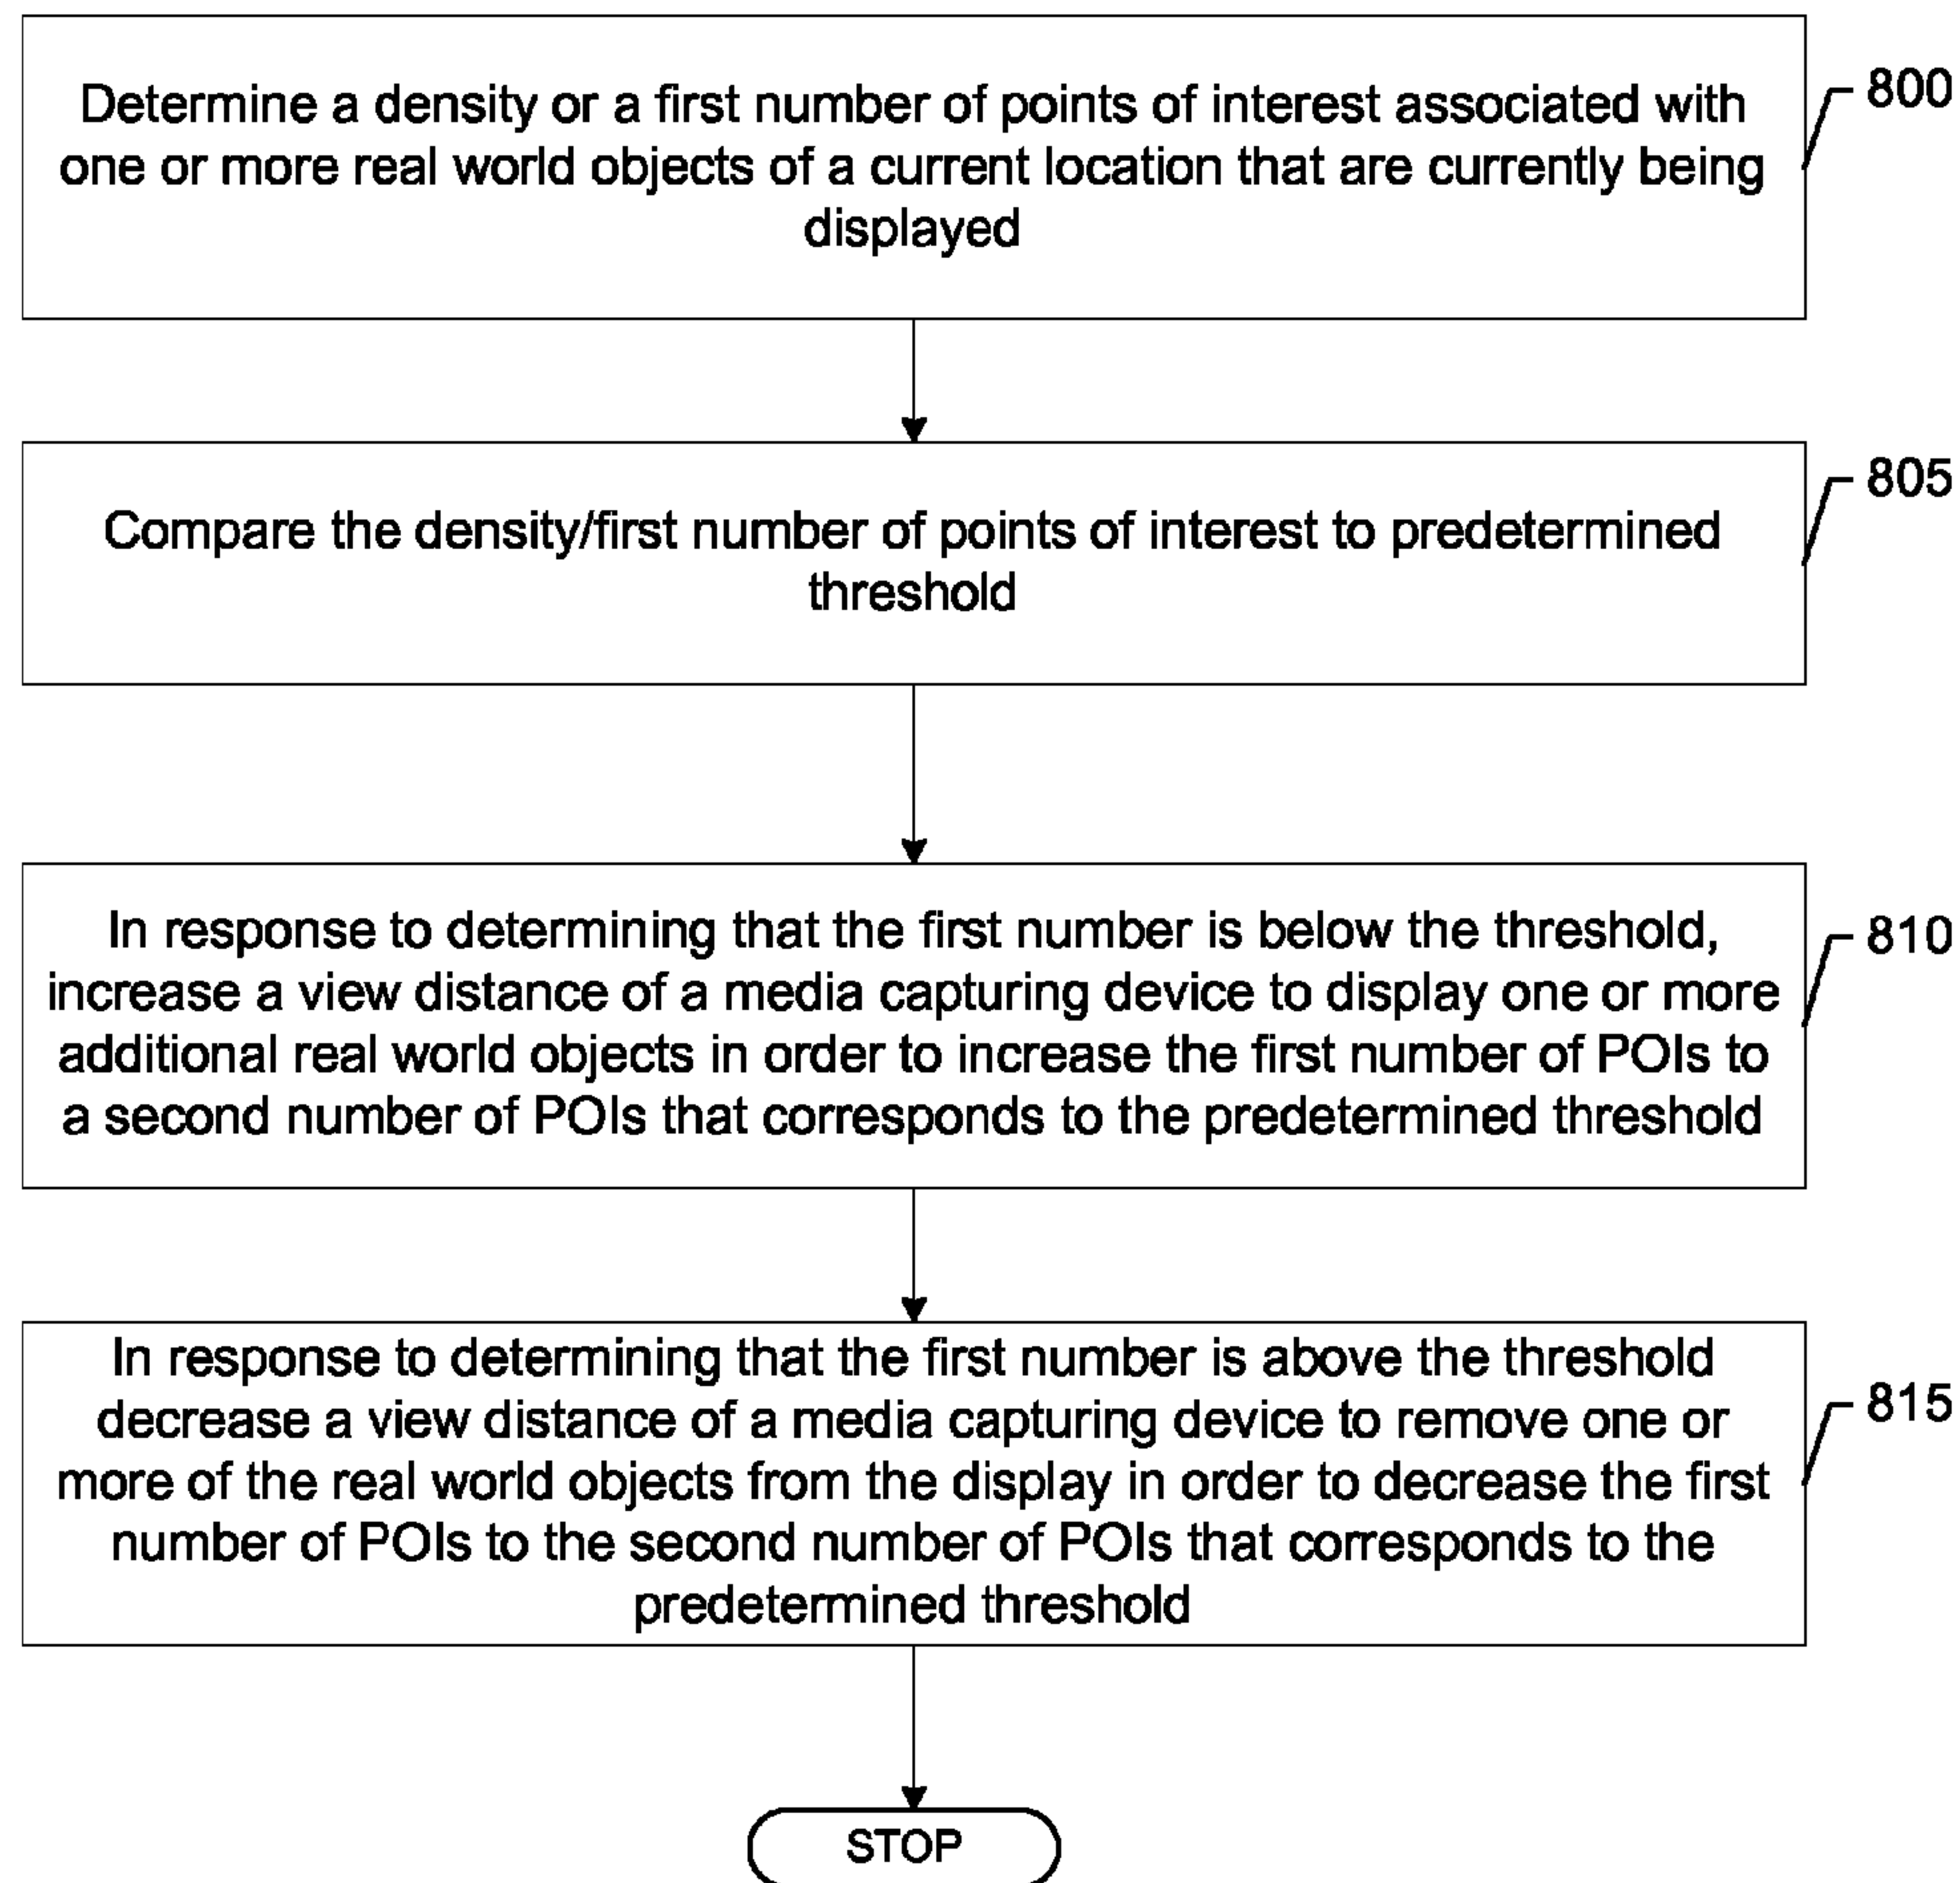 Determine a density or a first number of points of interest associated with
one or more real world objects of a current location that are currently being
displayed
800
Compare the density/first number of points of interest to predetermined
threshold
805
In response to determining that the first number is below the threshold,
increase a view distance of a media capturing device to display one or more
additional real world objects in order to increase the first number of POIs to
a second number of POIs that corresponds to the predetermined threshold
810
In response to determining that the first number is above the threshold
decrease a view distance of a media capturing device to remove one or
more of the real world objects from the display in order to decrease the first
number of POIs to the second number of POIs that corresponds to the
predetermined threshold
815
STOP